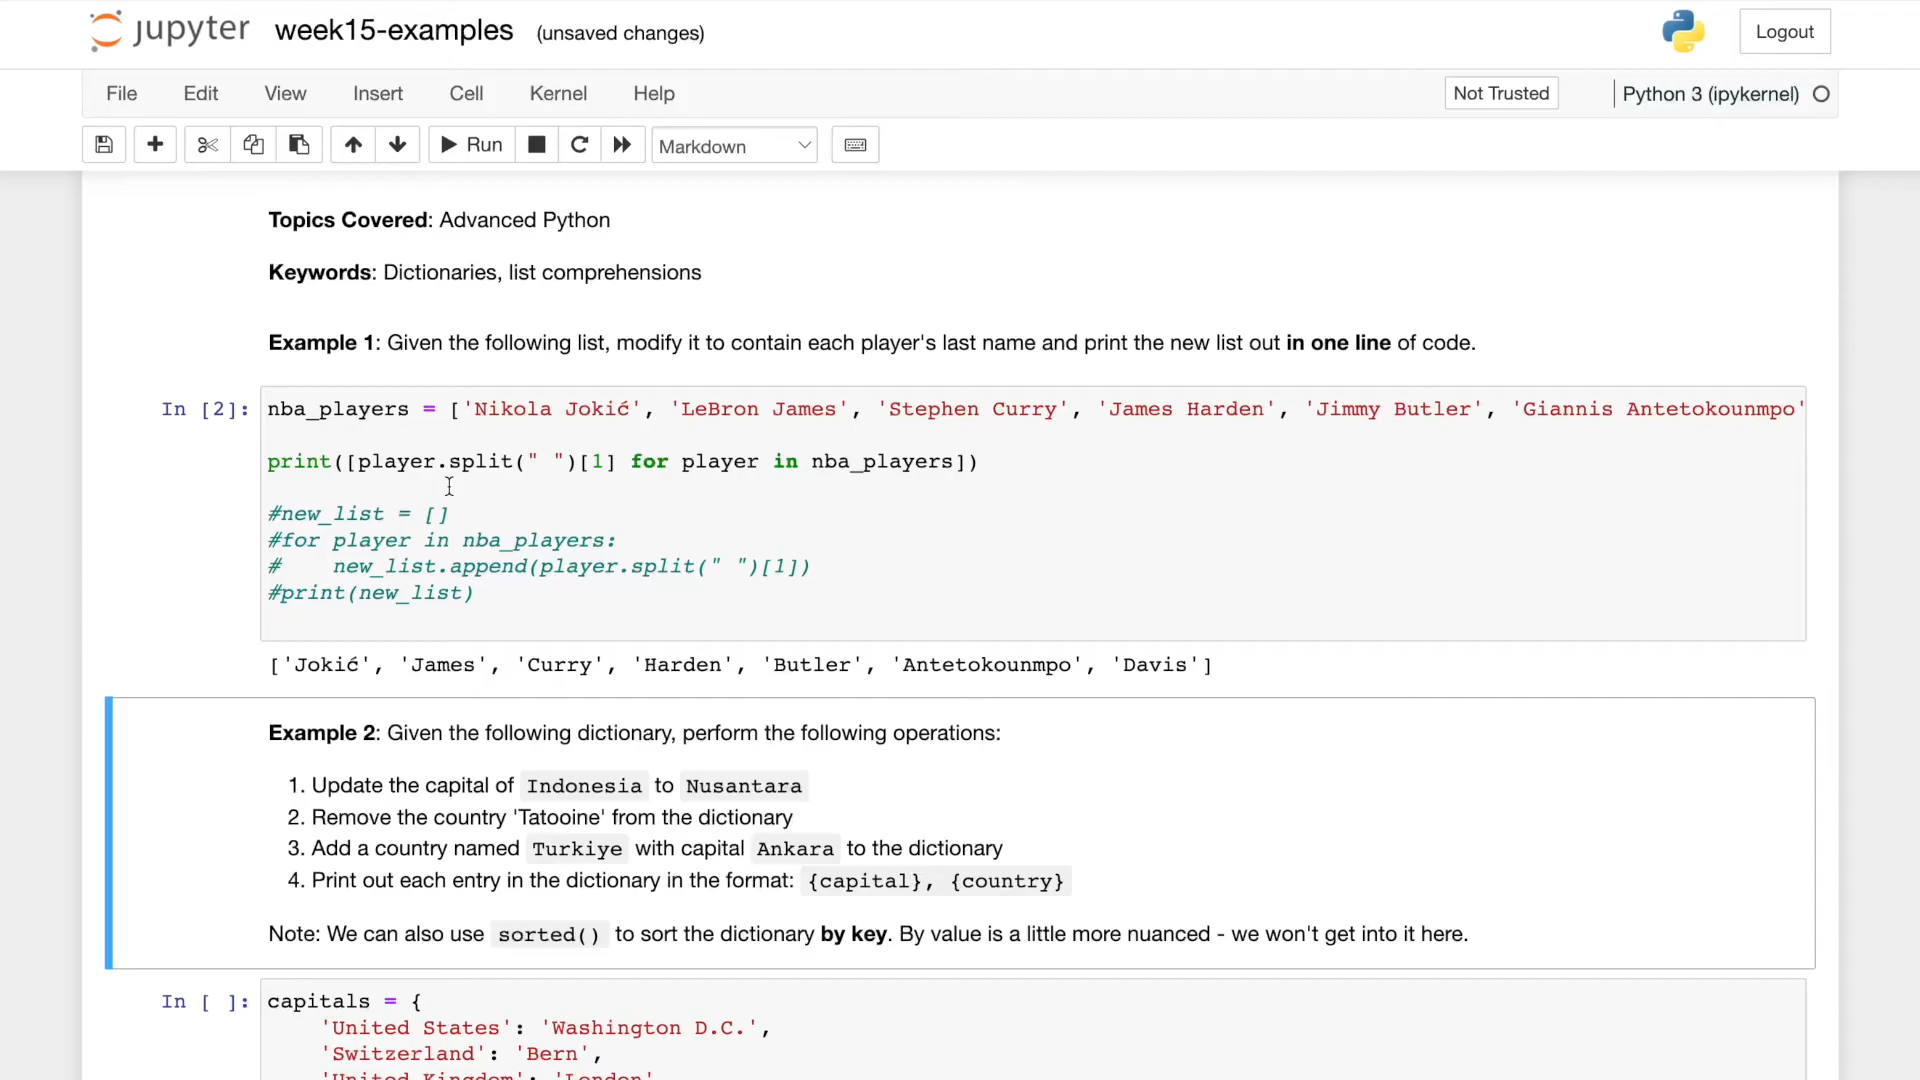 jupyter week15-examples (unsaved changes) Logout
File Edit View Insert Cell Kernel Help Not Trusted Python 3 (ipykernel)
Run Markdown
Topics Covered: Advanced Python
Keywords: Dictionaries, list comprehensions
Example 1: Given the following list, modify it to contain each player's last name and print the new list out in one line of code.
In [2]: nba_players = ['Nikola Jokić', 'LeBron James', 'Stephen Curry', 'James Harden', 'Jimmy Butler', 'Giannis Antetokounmpo'
print([player.split(" ")[1] for player in nba_players])
#new_list = []
#for player in nba_players:
#    new_list.append(player.split(" ")[1])
#print(new_list)
['Jokić', 'James', 'Curry', 'Harden', 'Butler', 'Antetokounmpo', 'Davis']
Example 2: Given the following dictionary, perform the following operations:
1. Update the capital of Indonesia to Nusantara
2. Remove the country 'Tatooine' from the dictionary
3. Add a country named Turkiye with capital Ankara to the dictionary
4. Print out each entry in the dictionary in the format: {capital}, {country}
Note: We can also use sorted() to sort the dictionary by key. By value is a little more nuanced - we won't get into it here.
In [ ]: capitals = {
'United States': 'Washington D.C.',
'Switzerland': 'Bern',
'United Kingdom': 'London'